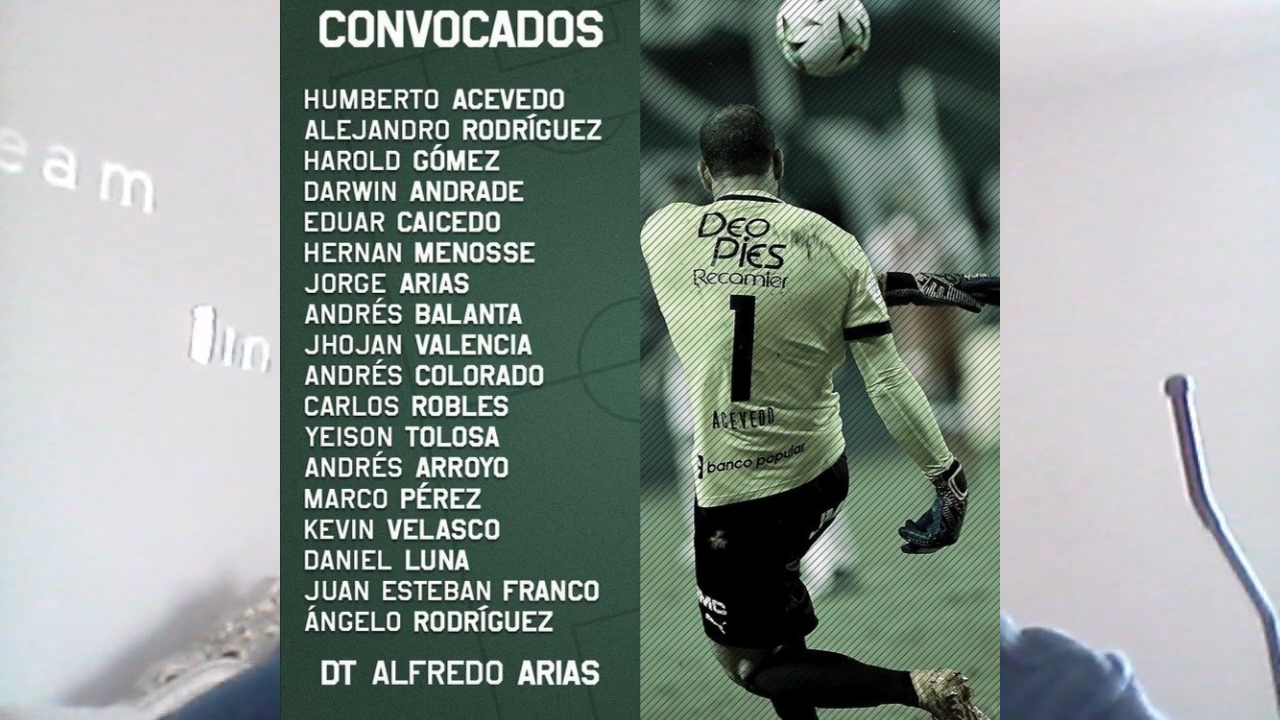 eam
CONVOCADOS
HUMBERTO ACEVEDO
ALEJANDRO RODRÍGUEZ
HAROLD GÓMEZ
DARWIN ANDRADE
EDUAR CAICEDO
HERNAN MENOSSE
JORGE ARIAS
ANDRÉS BALANTA
JHOJAN VALENCIA
ANDRÉS COLORADO
CARLOS ROBLES
YEISON TOLOSA
ANDRÉS ARROYO
MARCO PÉREZ
KEVIN VELASCO
DANIEL LUNA
JUAN ESTEBAN FRANCO
ÁNGELO RODRÍGUEZ
DT ALFREDO ARIAS
DEO
PIES
Recamier
1
ACEVEDO
banco popular